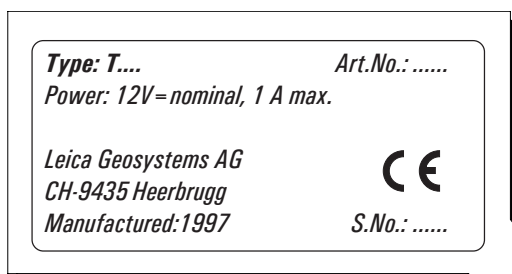 Type: T.... Art.No.: ......
Power: 12V=nominal, 1 A max.
Leica Geosystems AG
CH-9435 Heerbrugg
CE
Manufactured:1997 S.No.: ......